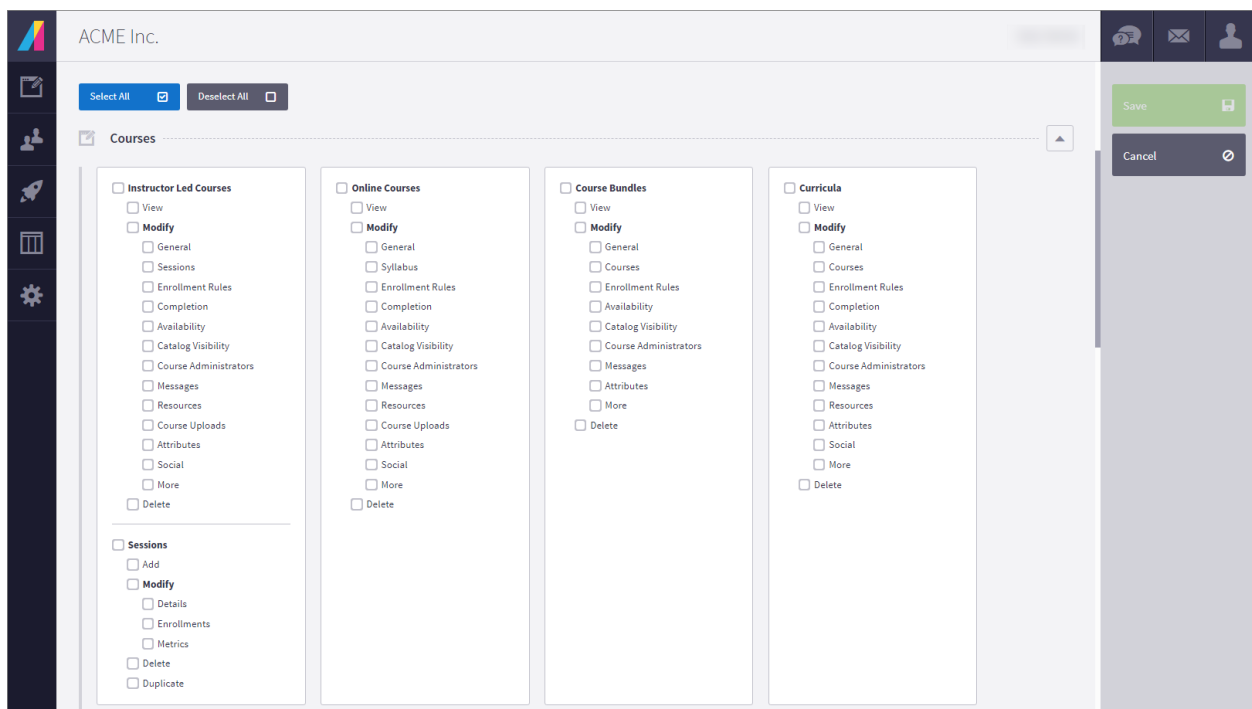 ACME Inc.
Select All
Deselect All
Save
Cancel
Courses
Instructor Led Courses
View
Modify
General
Sessions
Enrollment Rules
Completion
Availability
Catalog Visibility
Course Administrators
Messages
Resources
Course Uploads
Attributes
Social
More
Delete
Sessions
Add
Modify
Details
Enrollments
Metrics
Delete
Duplicate
Online Courses
View
Modify
General
Syllabus
Enrollment Rules
Completion
Availability
Catalog Visibility
Course Administrators
Messages
Resources
Course Uploads
Attributes
Social
More
Delete
Course Bundles
View
Modify
General
Courses
Enrollment Rules
Availability
Catalog Visibility
Course Administrators
Messages
Attributes
More
Delete
Curricula
View
Modify
General
Courses
Enrollment Rules
Completion
Availability
Catalog Visibility
Course Administrators
Messages
Resources
Attributes
Social
More
Delete